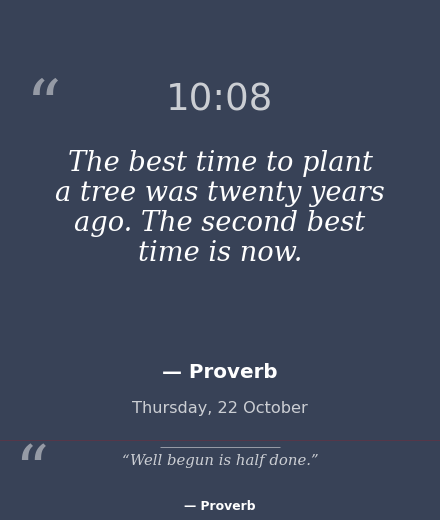 “
10:08
The best time to plant
a tree was twenty years
ago. The second best
time is now.
— Proverb
Thursday, 22 October
“
“Well begun is half done.”
— Proverb